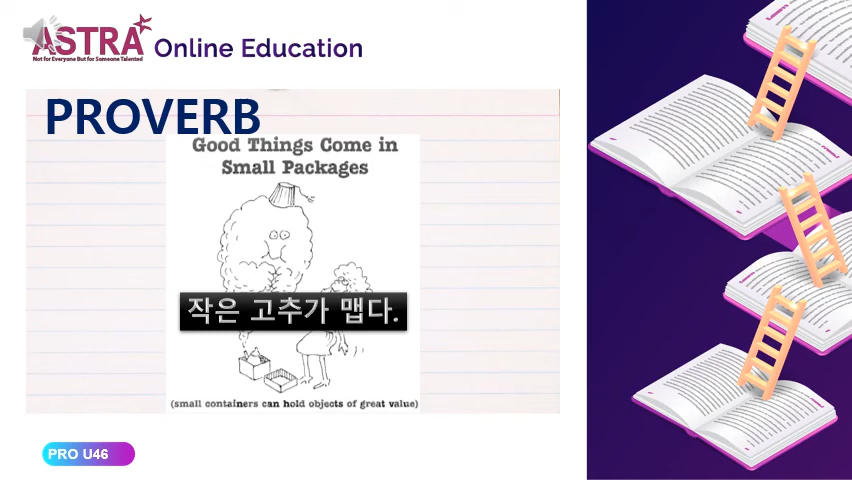 ASTRA Online Education
Not for Everyone But for Someone Talented
PROVERB
Good Things Come in
Small Packages
작은 고추가 맵다.
(small containers can hold objects of great value)
PRO U46